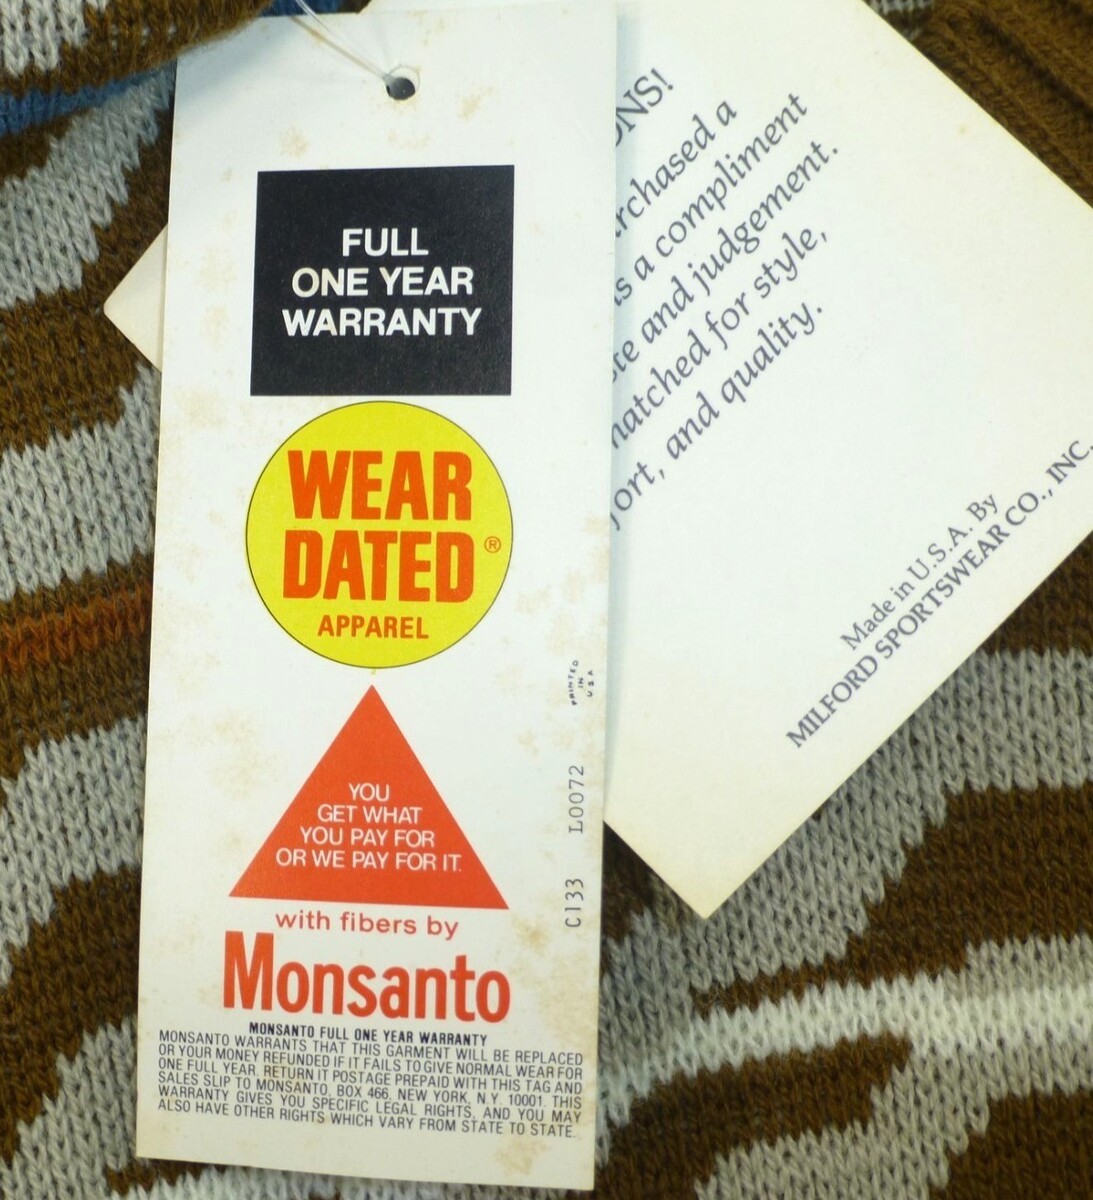 FULL
ONE YEAR
WARRANTY
WEAR
DATED®
APPAREL
YOU
GET WHAT
YOU PAY FOR
OR WE PAY FOR IT.
with fibers by
Monsanto
MONSANTO FULL ONE YEAR WARRANTY
MONSANTO WARRANTS THAT THIS GARMENT WILL BE REPLACED
OR YOUR MONEY REFUNDED IF IT FAILS TO GIVE NORMAL WEAR FOR
ONE FULL YEAR. RETURN IT POSTAGE PREPAID WITH THIS TAG AND
SALES SLIP TO MONSANTO, BOX 466, NEW YORK, N.Y. 10001. THIS
WARRANTY GIVES YOU SPECIFIC LEGAL RIGHTS, AND YOU MAY
ALSO HAVE OTHER RIGHTS WHICH VARY FROM STATE TO STATE.
PRINTED
IN
USA
C133 L0072
a
a compliment
and judgement.
for style,
and quality.
Made in U.S.A. By
MILFORD SPORTSWEAR CO., INC.